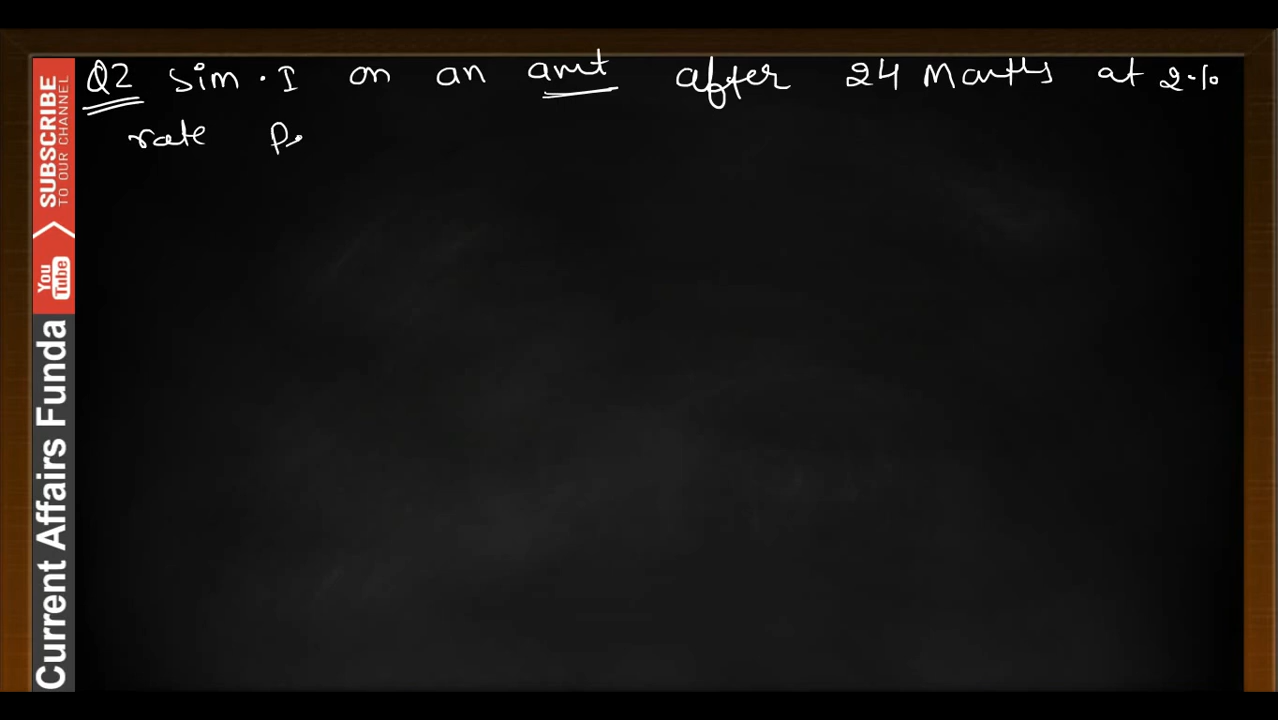 Q2 Sim. I on an amt after 24 Months at 2%
rate P.
SUBSCRIBE
TO OUR CHANNEL
You Tube
Current Affairs Funda